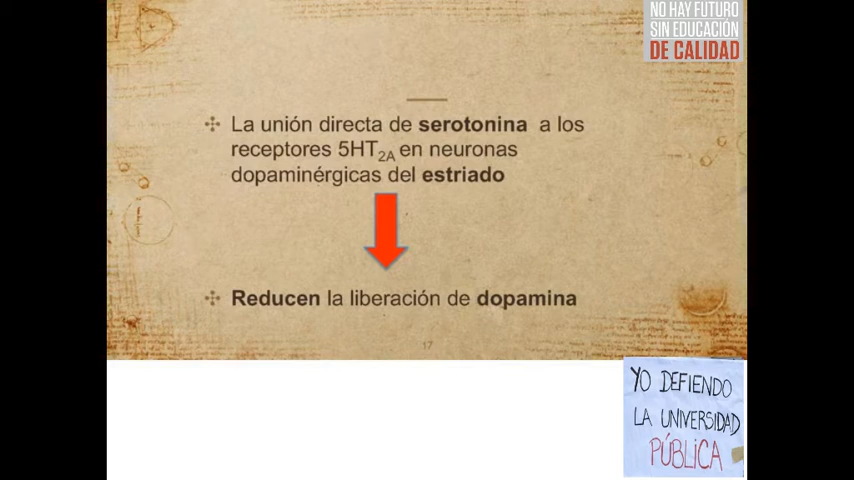 NO HAY FUTURO
SIN EDUCACIÓN
DE CALIDAD
La unión directa de serotonina a los
receptores 5HT2A en neuronas
dopaminérgicas del estriado
Reducen la liberación de dopamina
17
YO DEFIENDO
LA UNIVERSIDAD
PÚBLICA